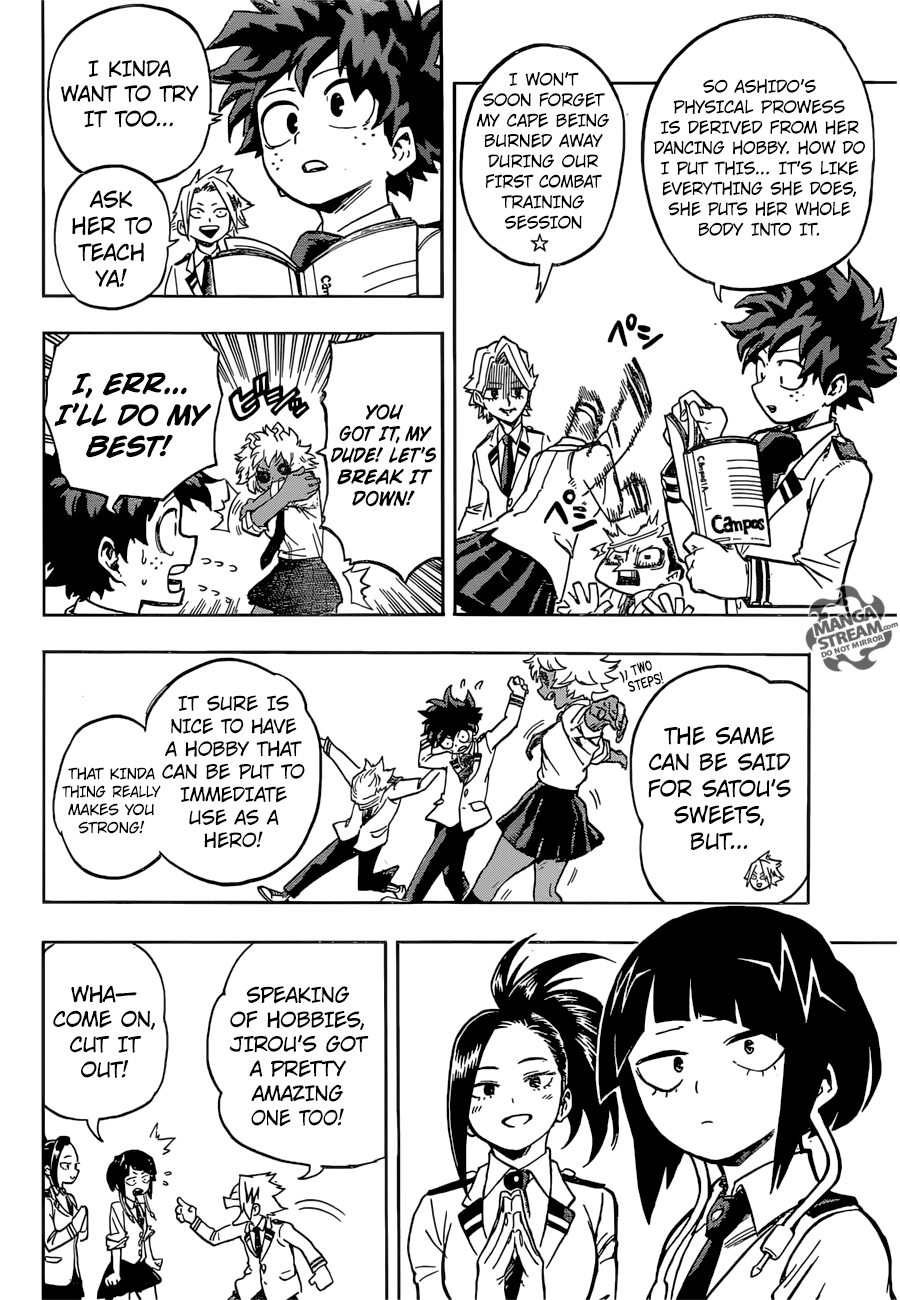 SO ASHIDO'S
PHYSICAL PROWESS
IS DERIVED FROM HER
DANCING HOBBY. HOW DO
I PUT THIS... IT'S LIKE
EVERYTHING SHE DOES,
SHE PUTS HER WHOLE
BODY INTO IT.
I WON'T
SOON FORGET
MY CAPE BEING
BURNED AWAY
DURING OUR
FIRST COMBAT
TRAINING
SESSION
☆
ペシ
ペシ
Campos
I KINDA
WANT TO TRY
IT TOO...
ASK
HER TO
TEACH
YA!
Campos
YOU
GOT IT, MY
DUDE! LET'S
BREAK IT
DOWN!
I, ERR...
I'LL DO MY
BEST!
MANGA
STREAM.com
DO NOT MIRROR
THE SAME
CAN BE SAID
FOR SATOU'S
SWEETS,
BUT...
TWO
STEPS!
IT SURE IS
NICE TO HAVE
A HOBBY THAT
CAN BE PUT TO
IMMEDIATE
USE AS A
HERO!
THAT KINDA
THING REALLY
MAKES YOU
STRONG!
SPEAKING
OF HOBBIES,
JIROU'S GOT
A PRETTY
AMAZING
ONE TOO!
WHA—
COME ON,
CUT IT
OUT!